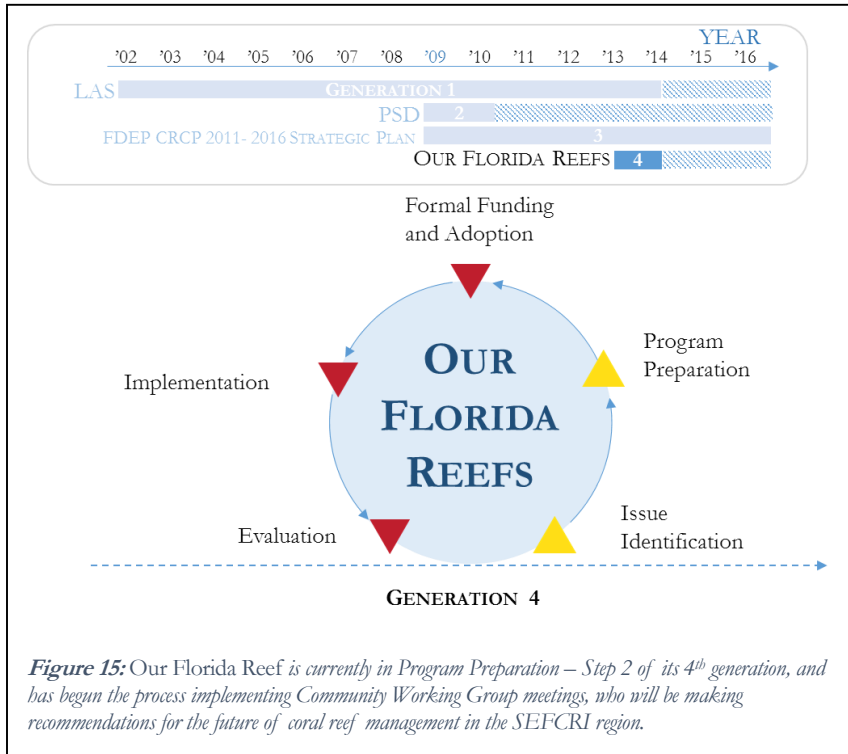 YEAR
'02 '03 '04 '05 '06 '07 '08 '09 '10 '11 '12 '13 '14 '15 '16
LAS GENERATION 1
PSD 2
FDEP CRCP 2011- 2016 STRATEGIC PLAN 3
OUR FLORIDA REEFS 4
Formal Funding
and Adoption
Program
Preparation
Implementation
OUR
FLORIDA
REEFS
Evaluation
Issue
Identification
GENERATION 4
Figure 15: Our Florida Reef is currently in Program Preparation – Step 2 of its 4th generation, and
has begun the process implementing Community Working Group meetings, who will be making
recommendations for the future of coral reef management in the SEFCRI region.